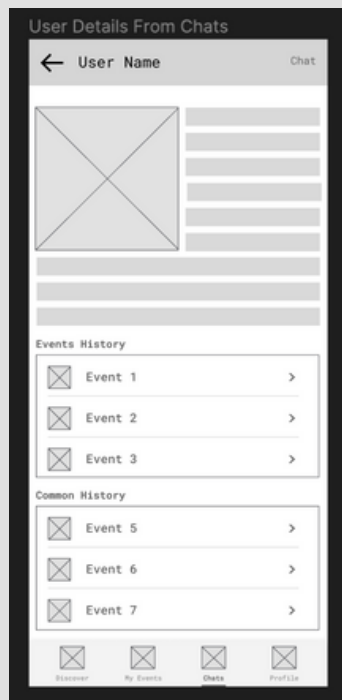 User Details From Chats
User Name Chat
Events History
Event 1
Event 2
Event 3
Common History
Event 5
Event 6
Event 7
Discover My Events Chats Profile